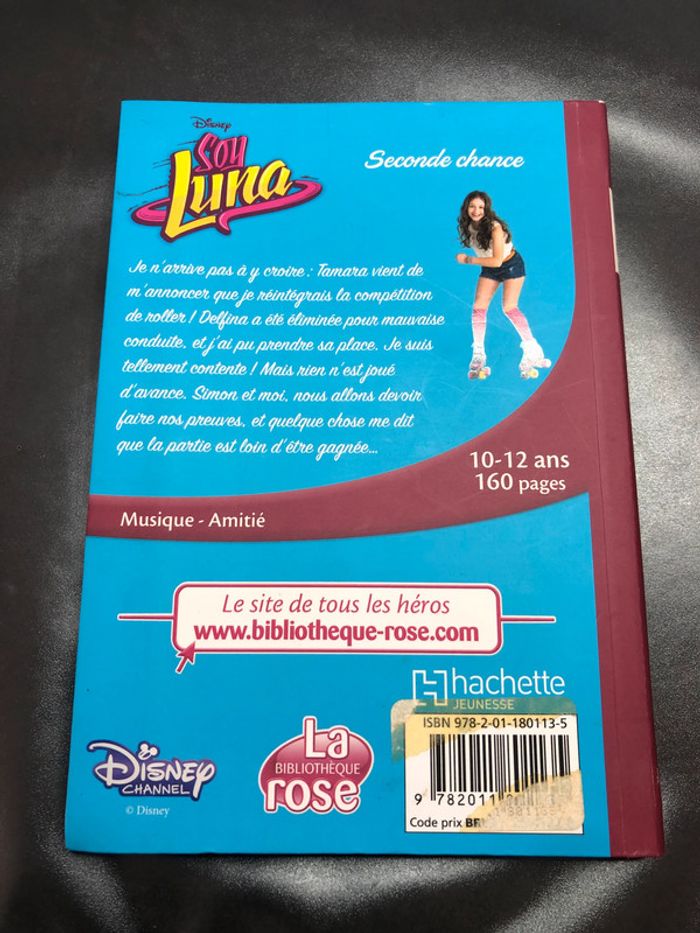 Disney
SOY
Luna
Seconde chance
Je n'arrive pas à y croire : Tamara vient de
m'annoncer que je réintégrais la compétition
de roller ! Delfina a été éliminée pour mauvaise
conduite, et j'ai pu prendre sa place. Je suis
tellement contente ! Mais rien n'est joué
d'avance. Simon et moi, nous allons devoir
faire nos preuves, et quelque chose me dit
que la partie est loin d'être gagnée...
10-12 ans
160 pages
Musique - Amitié
Le site de tous les héros
www.bibliotheque-rose.com
hachette
JEUNESSE
ISBN 978-2-01-180113-5
9 782011
Code prix
Disney
CHANNEL
© Disney
La
BIBLIOTHÈQUE
rose